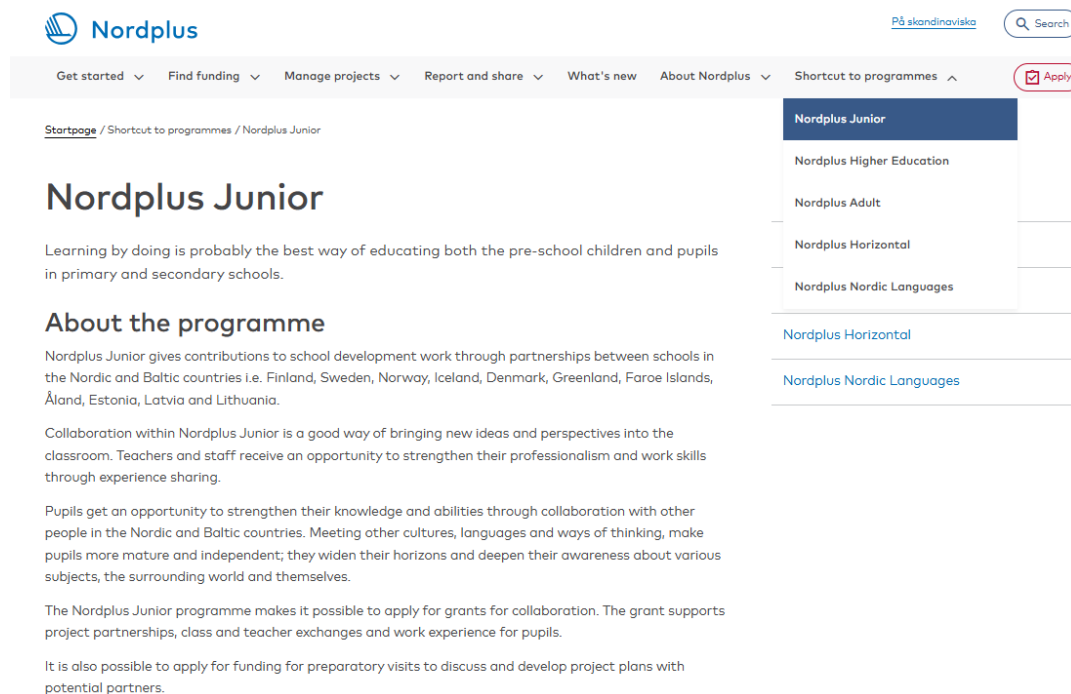 Nordplus
På skandinaviska
Search
Get started
Find funding
Manage projects
Report and share
What's new
About Nordplus
Shortcut to programmes
Apply
Nordplus Junior
Nordplus Higher Education
Nordplus Adult
Nordplus Horizontal
Nordplus Nordic Languages
Startpage / Shortcut to programmes / Nordplus Junior
Nordplus Junior
Learning by doing is probably the best way of educating both the pre-school children and pupils
in primary and secondary schools.
About the programme
Nordplus Junior gives contributions to school development work through partnerships between schools in
the Nordic and Baltic countries i.e. Finland, Sweden, Norway, Iceland, Denmark, Greenland, Faroe Islands,
Åland, Estonia, Latvia and Lithuania.
Collaboration within Nordplus Junior is a good way of bringing new ideas and perspectives into the
classroom. Teachers and staff receive an opportunity to strengthen their professionalism and work skills
through experience sharing.
Pupils get an opportunity to strengthen their knowledge and abilities through collaboration with other
people in the Nordic and Baltic countries. Meeting other cultures, languages and ways of thinking, make
pupils more mature and independent; they widen their horizons and deepen their awareness about various
subjects, the surrounding world and themselves.
The Nordplus Junior programme makes it possible to apply for grants for collaboration. The grant supports
project partnerships, class and teacher exchanges and work experience for pupils.
It is also possible to apply for funding for preparatory visits to discuss and develop project plans with
potential partners.
Nordplus Horizontal
Nordplus Nordic Languages